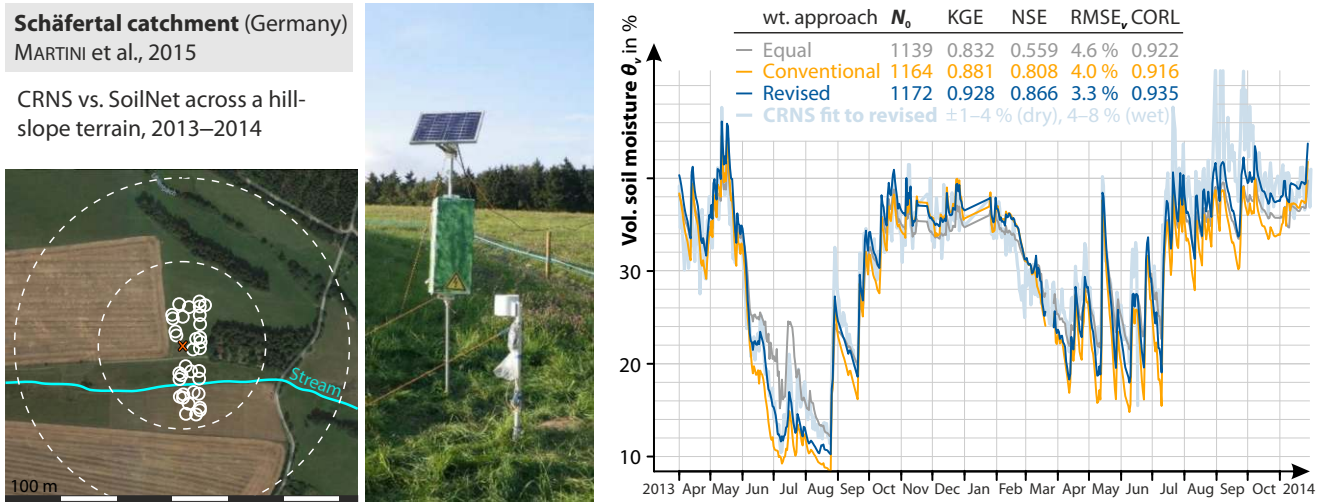 Schäfertal catchment (Germany)
MARTINI et al., 2015
CRNS vs. SoilNet across a hill-
slope terrain, 2013–2014
Stream
100 m
wt. approach N₀ KGE NSE RMSEᵥ CORL
Equal 1139 0.832 0.559 4.6 % 0.922
Conventional 1164 0.881 0.808 4.0 % 0.916
Revised 1172 0.928 0.866 3.3 % 0.935
CRNS fit to revised ±1–4 % (dry), 4–8 % (wet)
Vol. soil moisture θᵥ in %
30
20
10
2013 Apr May Jun Jul Aug Sep Oct Nov Dec Jan Feb Mar Apr May Jun Jul Aug Sep Oct 2014